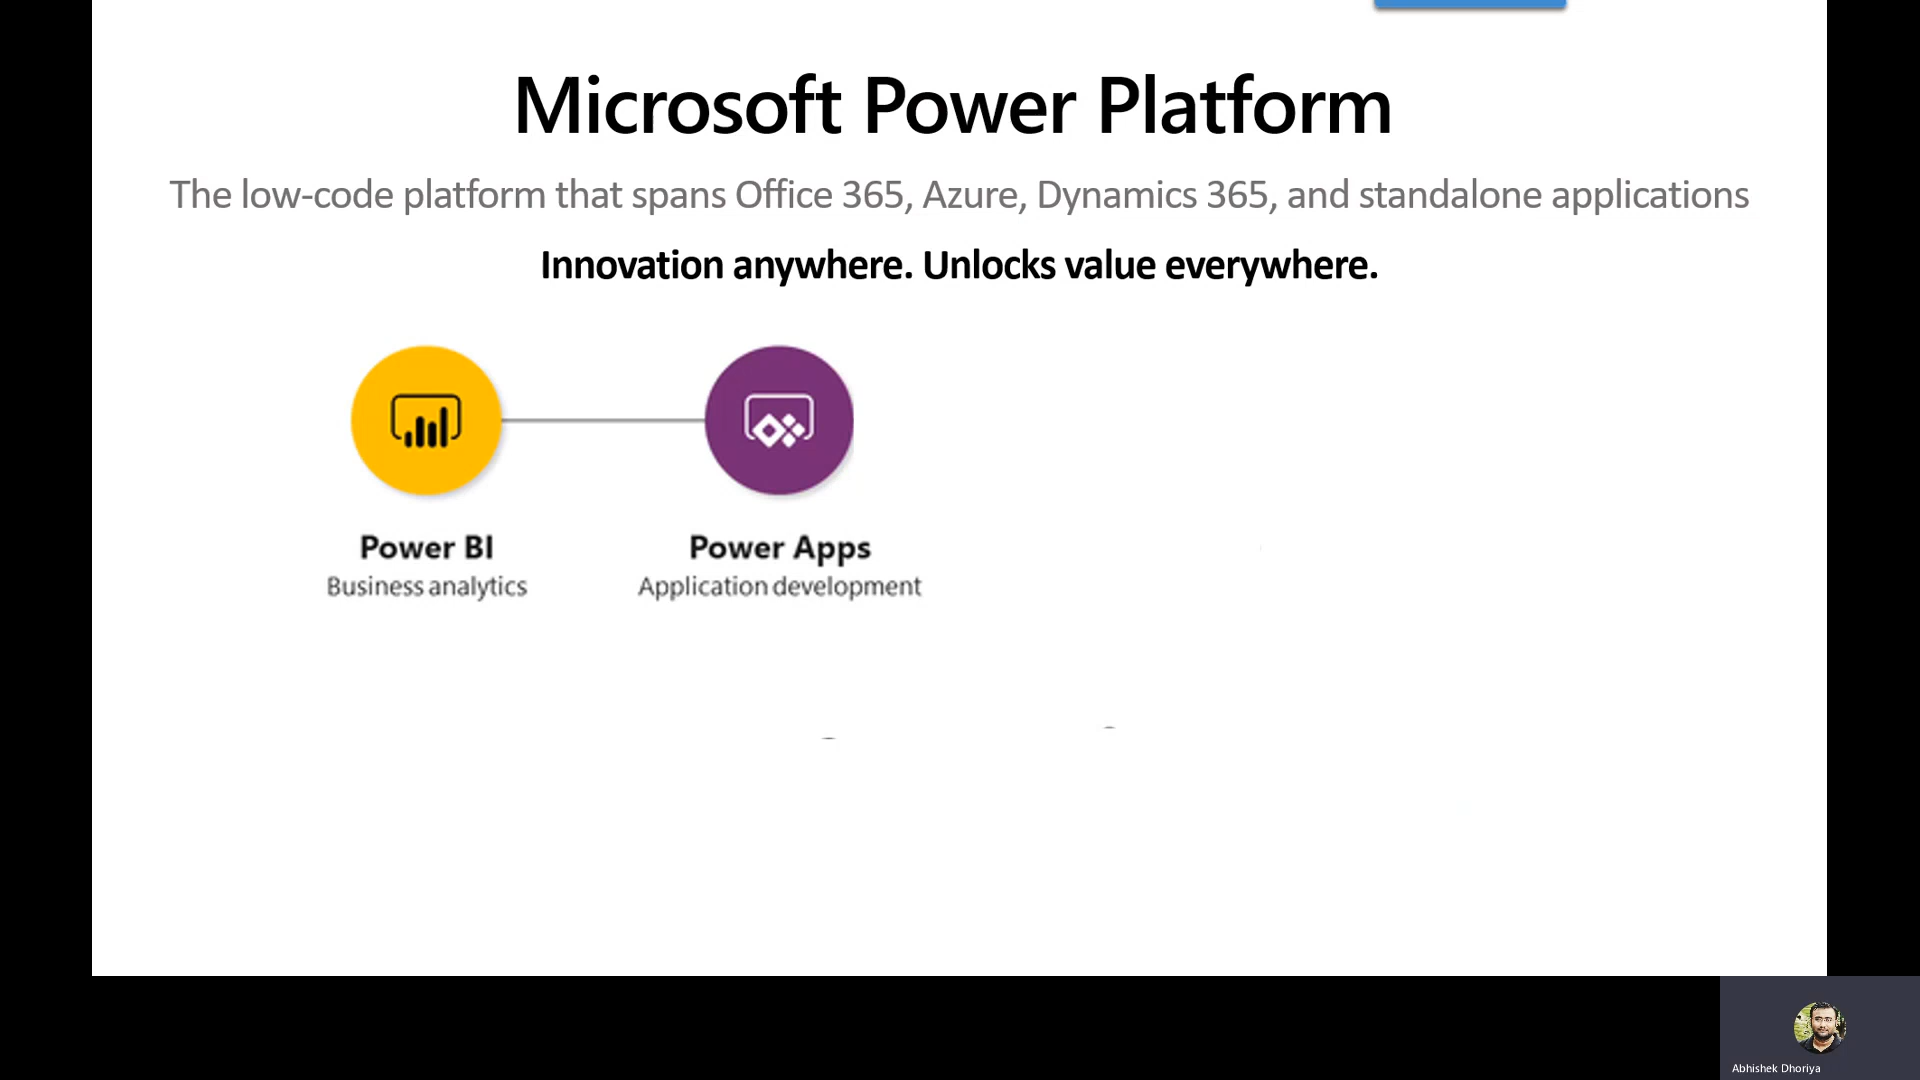 Microsoft Power Platform
The low-code platform that spans Office 365, Azure, Dynamics 365, and standalone applications
Innovation anywhere. Unlocks value everywhere.
Power BI
Business analytics
Power Apps
Application development
Abhishek Dhoriya